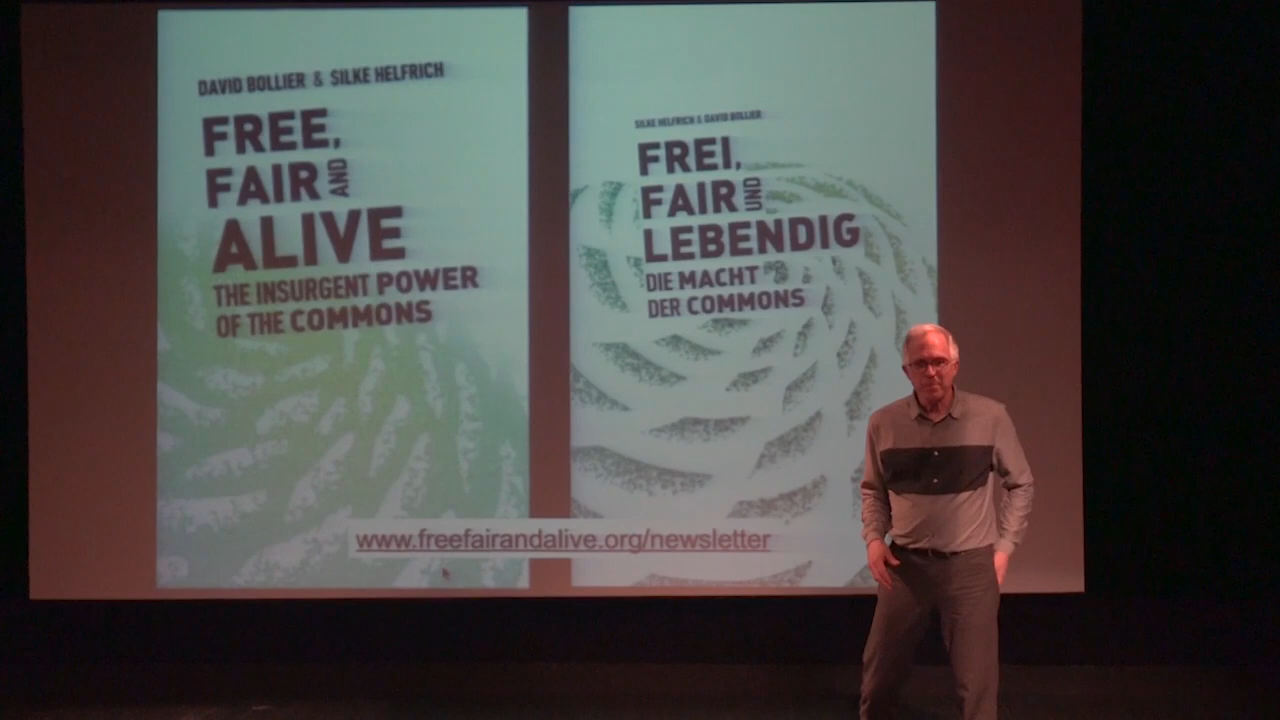 DAVID BOLLIER & SILKE HELFRICH
FREE,
FAIR AND
ALIVE
THE INSURGENT POWER
OF THE COMMONS
SILKE HELFRICH & DAVID BOLLIER
FREI,
FAIR UND
LEBENDIG
DIE MACHT
DER COMMONS
www.freefairandalive.org/newsletter